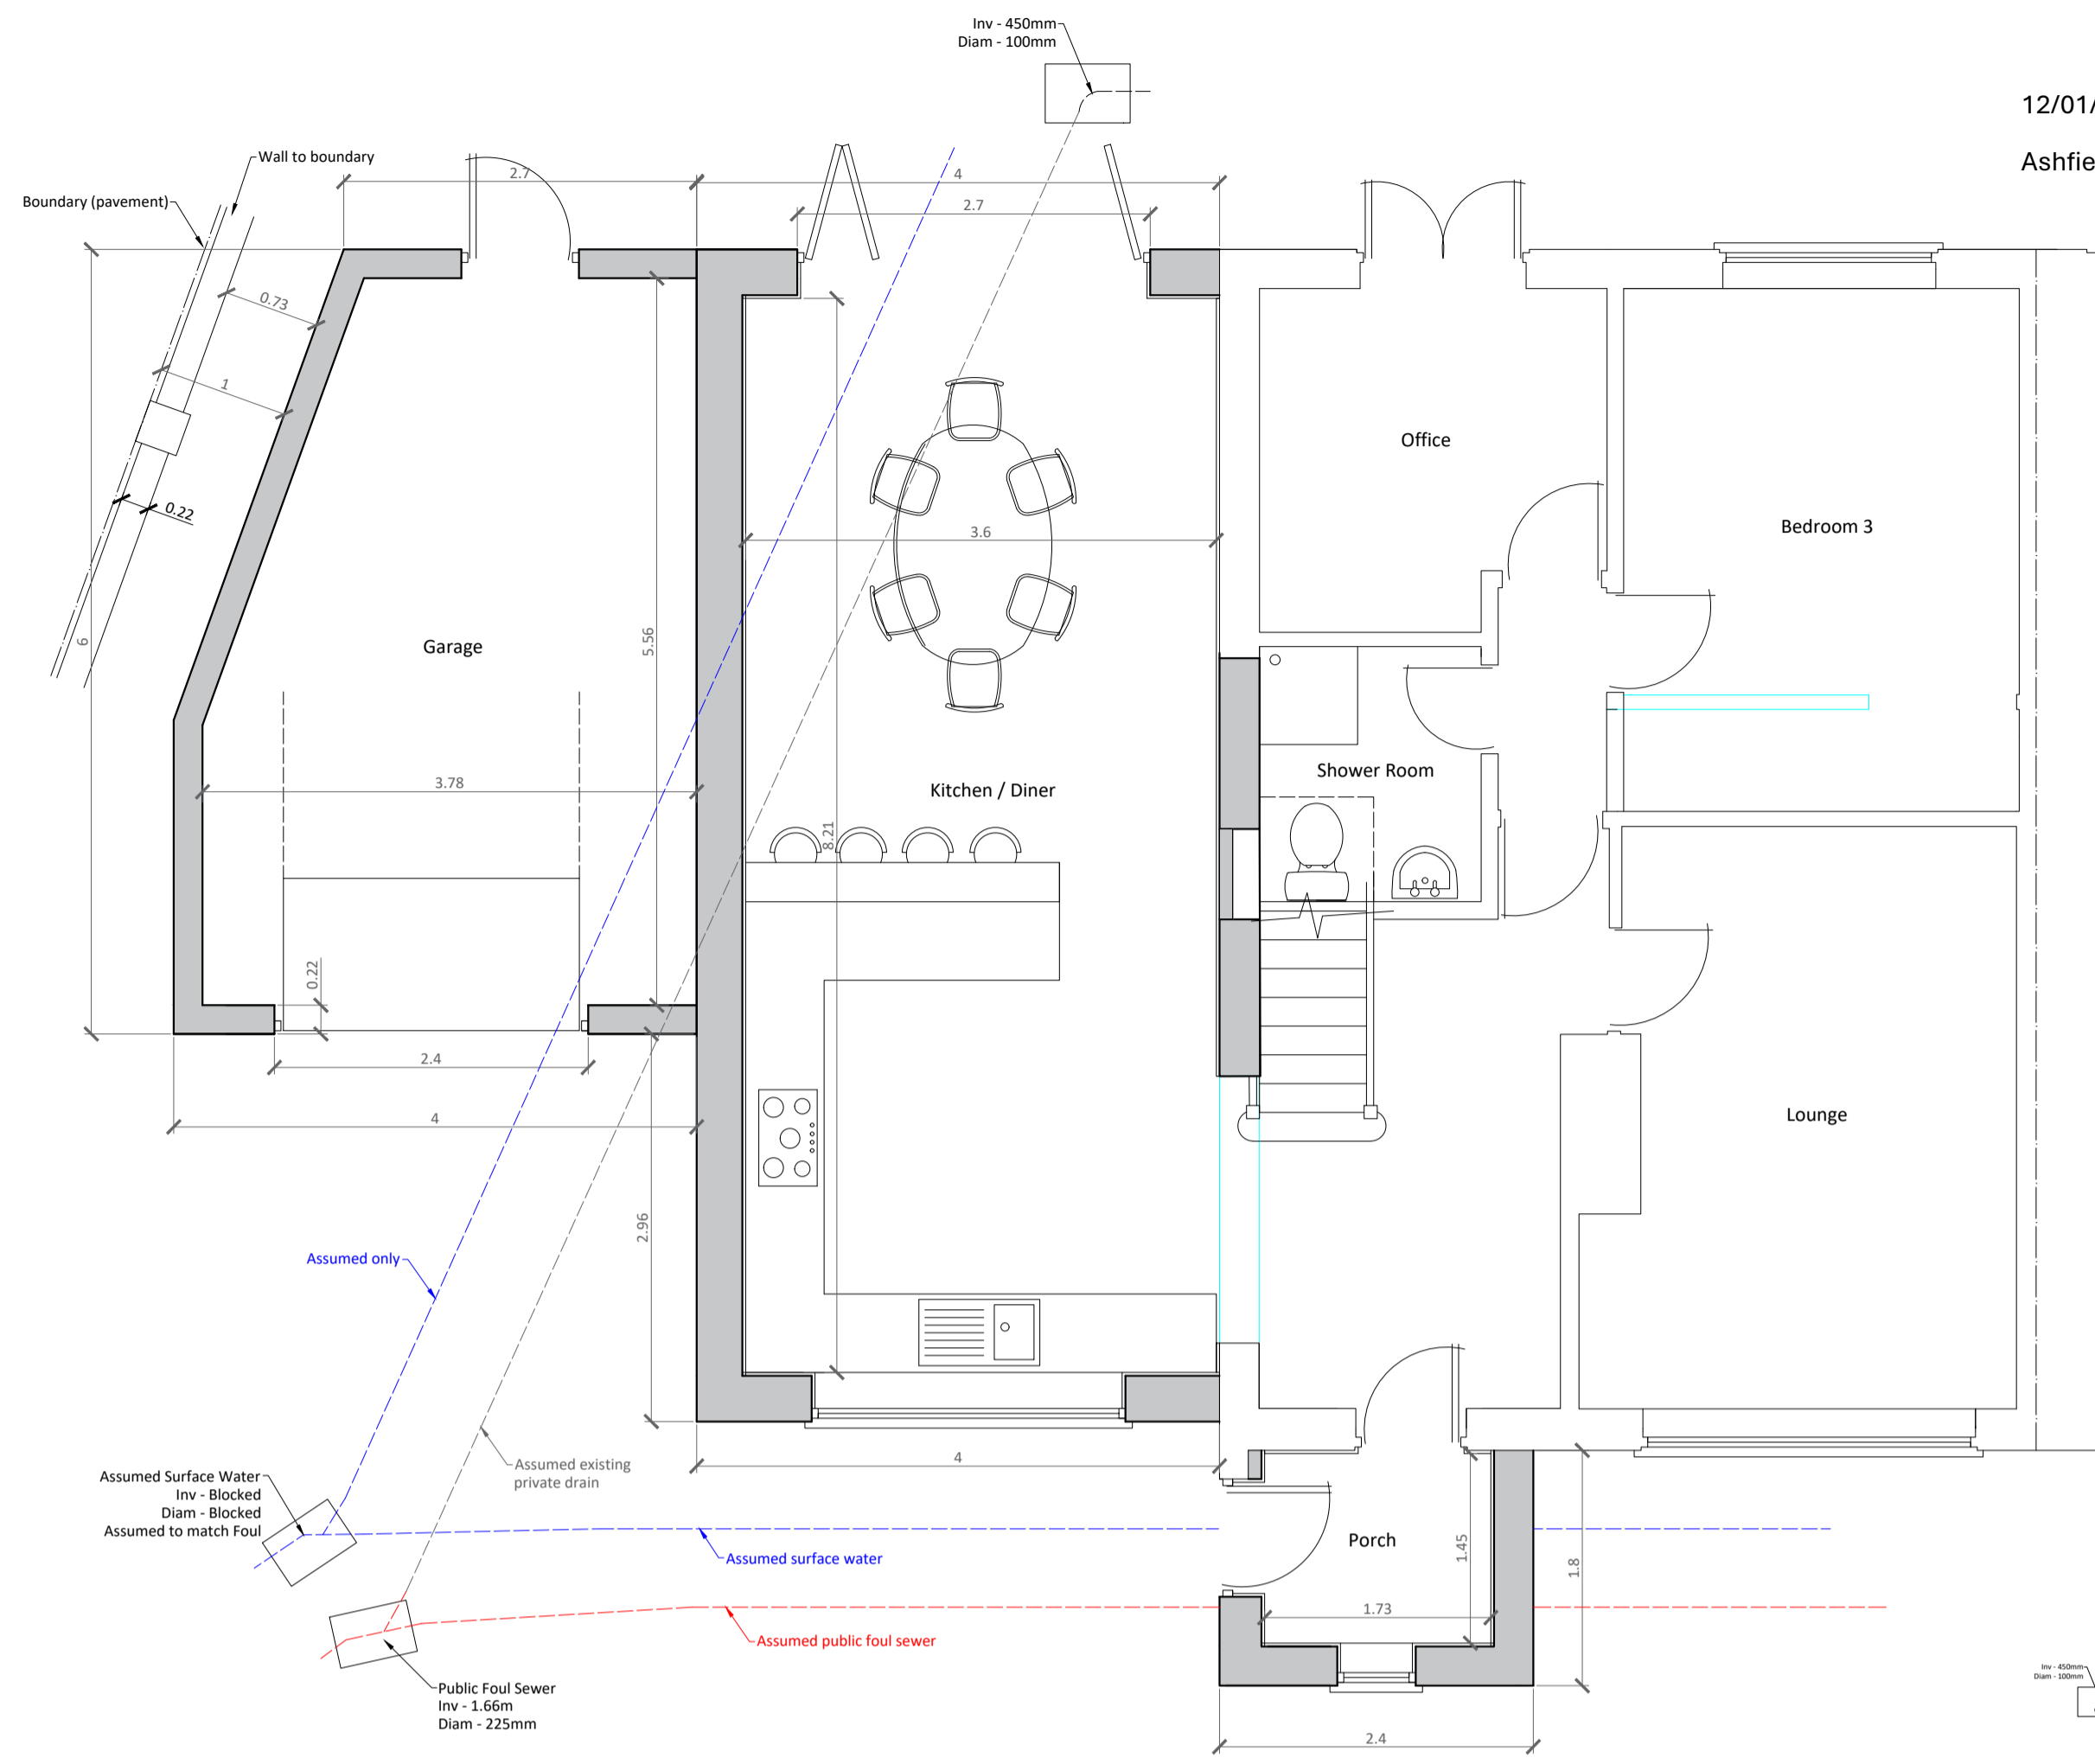 Inv - 450mm
Diam - 100mm
12/01/
Ashfie
Wall to boundary
Boundary (pavement)
2.7
4
2.7
0.73
1
0.22
6
5.56
3.6
Office
Bedroom 3
Garage
3.78
Kitchen / Diner
8.21
Shower Room
0.22
2.4
4
Lounge
2.96
Assumed only
Assumed existing
private drain
4
Assumed Surface Water
Inv - Blocked
Diam - Blocked
Assumed to match Foul
Assumed surface water
Porch
1.45
1.8
1.73
Assumed public foul sewer
Public Foul Sewer
Inv - 1.66m
Diam - 225mm
2.4
Inv - 450mm
Diam - 100mm